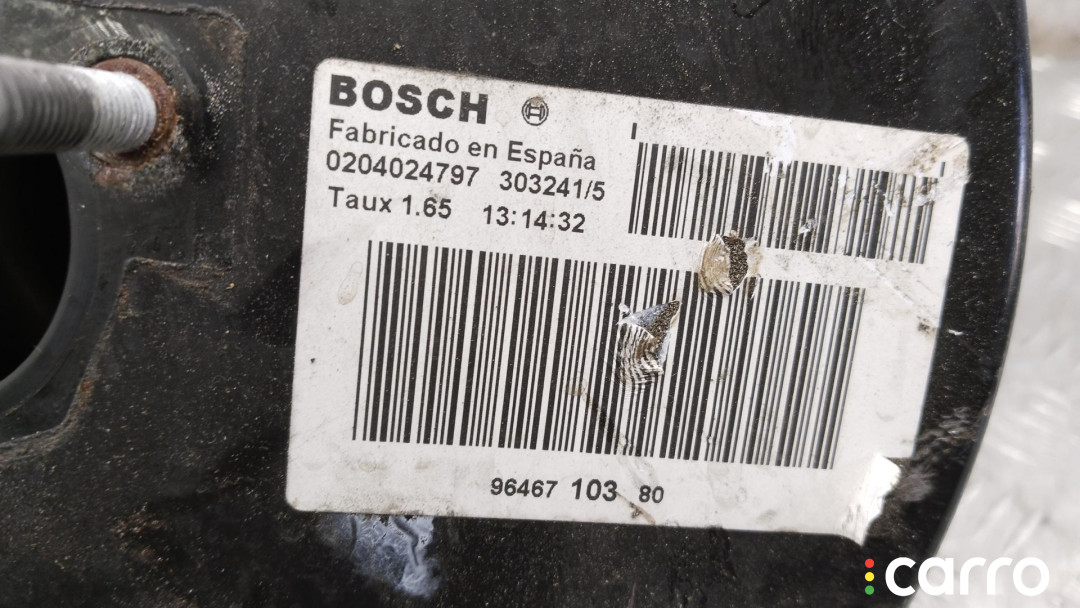 BOSCH
Fabricado en España
0204024797 303241/5
Taux 1.65 13:14:32
96467 103 80
carro